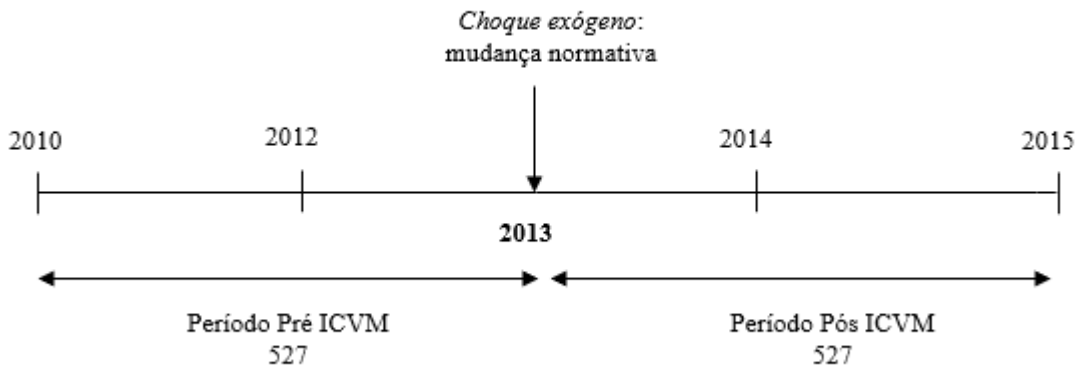 Choque exógeno:
mudança normativa
2010
2012
2014
2015
2013
Período Pré ICVM
527
Período Pós ICVM
527